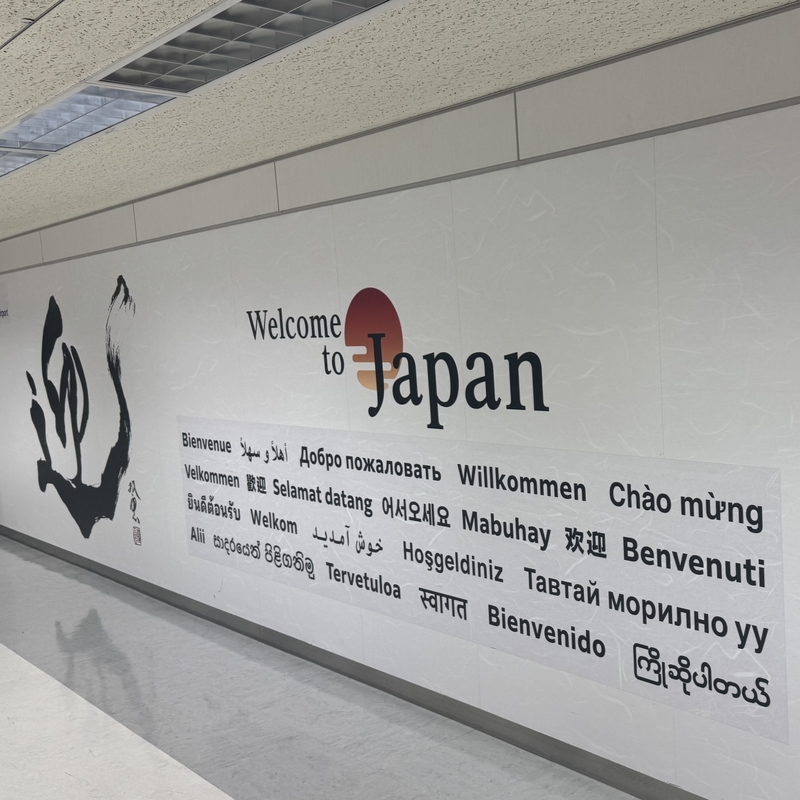 Welcome
to
Japan
Bienvenue أهلاً و سهلاً Добро пожаловать Willkommen Chào mừng
Velkommen 歡迎 Selamat datang 어서오세요 Mabuhay 欢迎 Benvenuti
ยินดีต้อนรับ Welkom خوش آمدید Hoşgeldiniz Тавтай морилно уу
Alii සාදරයෙන් පිළිගනිමු Tervetuloa स्वागत Bienvenido ကြိုဆိုပါတယ်